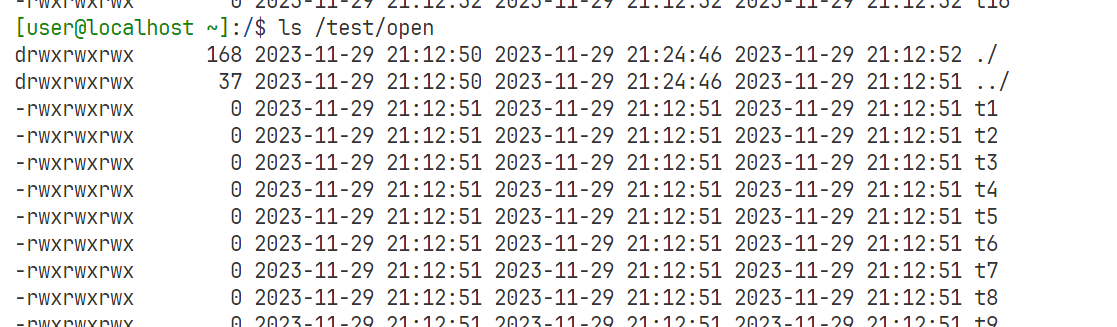 -rwxrwxrwx 0 2023-11-29 21:12:52 2023-11-29 21:12:52 2023-11-29 21:12:52 t16
[user@localhost ~]:/$ ls /test/open
drwxrwxrwx 168 2023-11-29 21:12:50 2023-11-29 21:24:46 2023-11-29 21:12:52 ./
drwxrwxrwx 37 2023-11-29 21:12:50 2023-11-29 21:24:46 2023-11-29 21:12:51 ../
-rwxrwxrwx 0 2023-11-29 21:12:51 2023-11-29 21:12:51 2023-11-29 21:12:51 t1
-rwxrwxrwx 0 2023-11-29 21:12:51 2023-11-29 21:12:51 2023-11-29 21:12:51 t2
-rwxrwxrwx 0 2023-11-29 21:12:51 2023-11-29 21:12:51 2023-11-29 21:12:51 t3
-rwxrwxrwx 0 2023-11-29 21:12:51 2023-11-29 21:12:51 2023-11-29 21:12:51 t4
-rwxrwxrwx 0 2023-11-29 21:12:51 2023-11-29 21:12:51 2023-11-29 21:12:51 t5
-rwxrwxrwx 0 2023-11-29 21:12:51 2023-11-29 21:12:51 2023-11-29 21:12:51 t6
-rwxrwxrwx 0 2023-11-29 21:12:51 2023-11-29 21:12:51 2023-11-29 21:12:51 t7
-rwxrwxrwx 0 2023-11-29 21:12:51 2023-11-29 21:12:51 2023-11-29 21:12:51 t8
-rwxrwxrwx 0 2023-11-29 21:12:51 2023-11-29 21:12:51 2023-11-29 21:12:51 t9